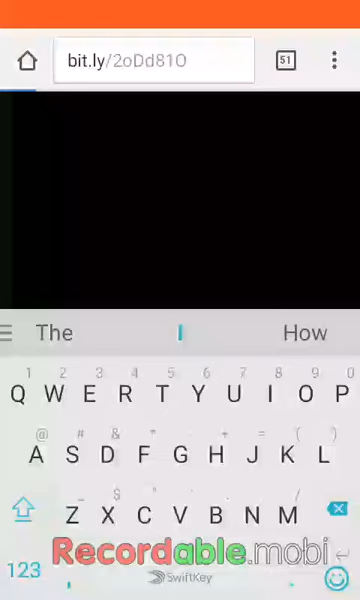 bit.ly/2oDd81O
51
The I How
1 2 3 4 5 6 7 8 9 0
Q W E R T Y U I O P
@ # & * - + = ( )
A S D F G H J K L
_ $ " ' : ; /
Z X C V B N M
Recordable.mobi
123
SwiftKey